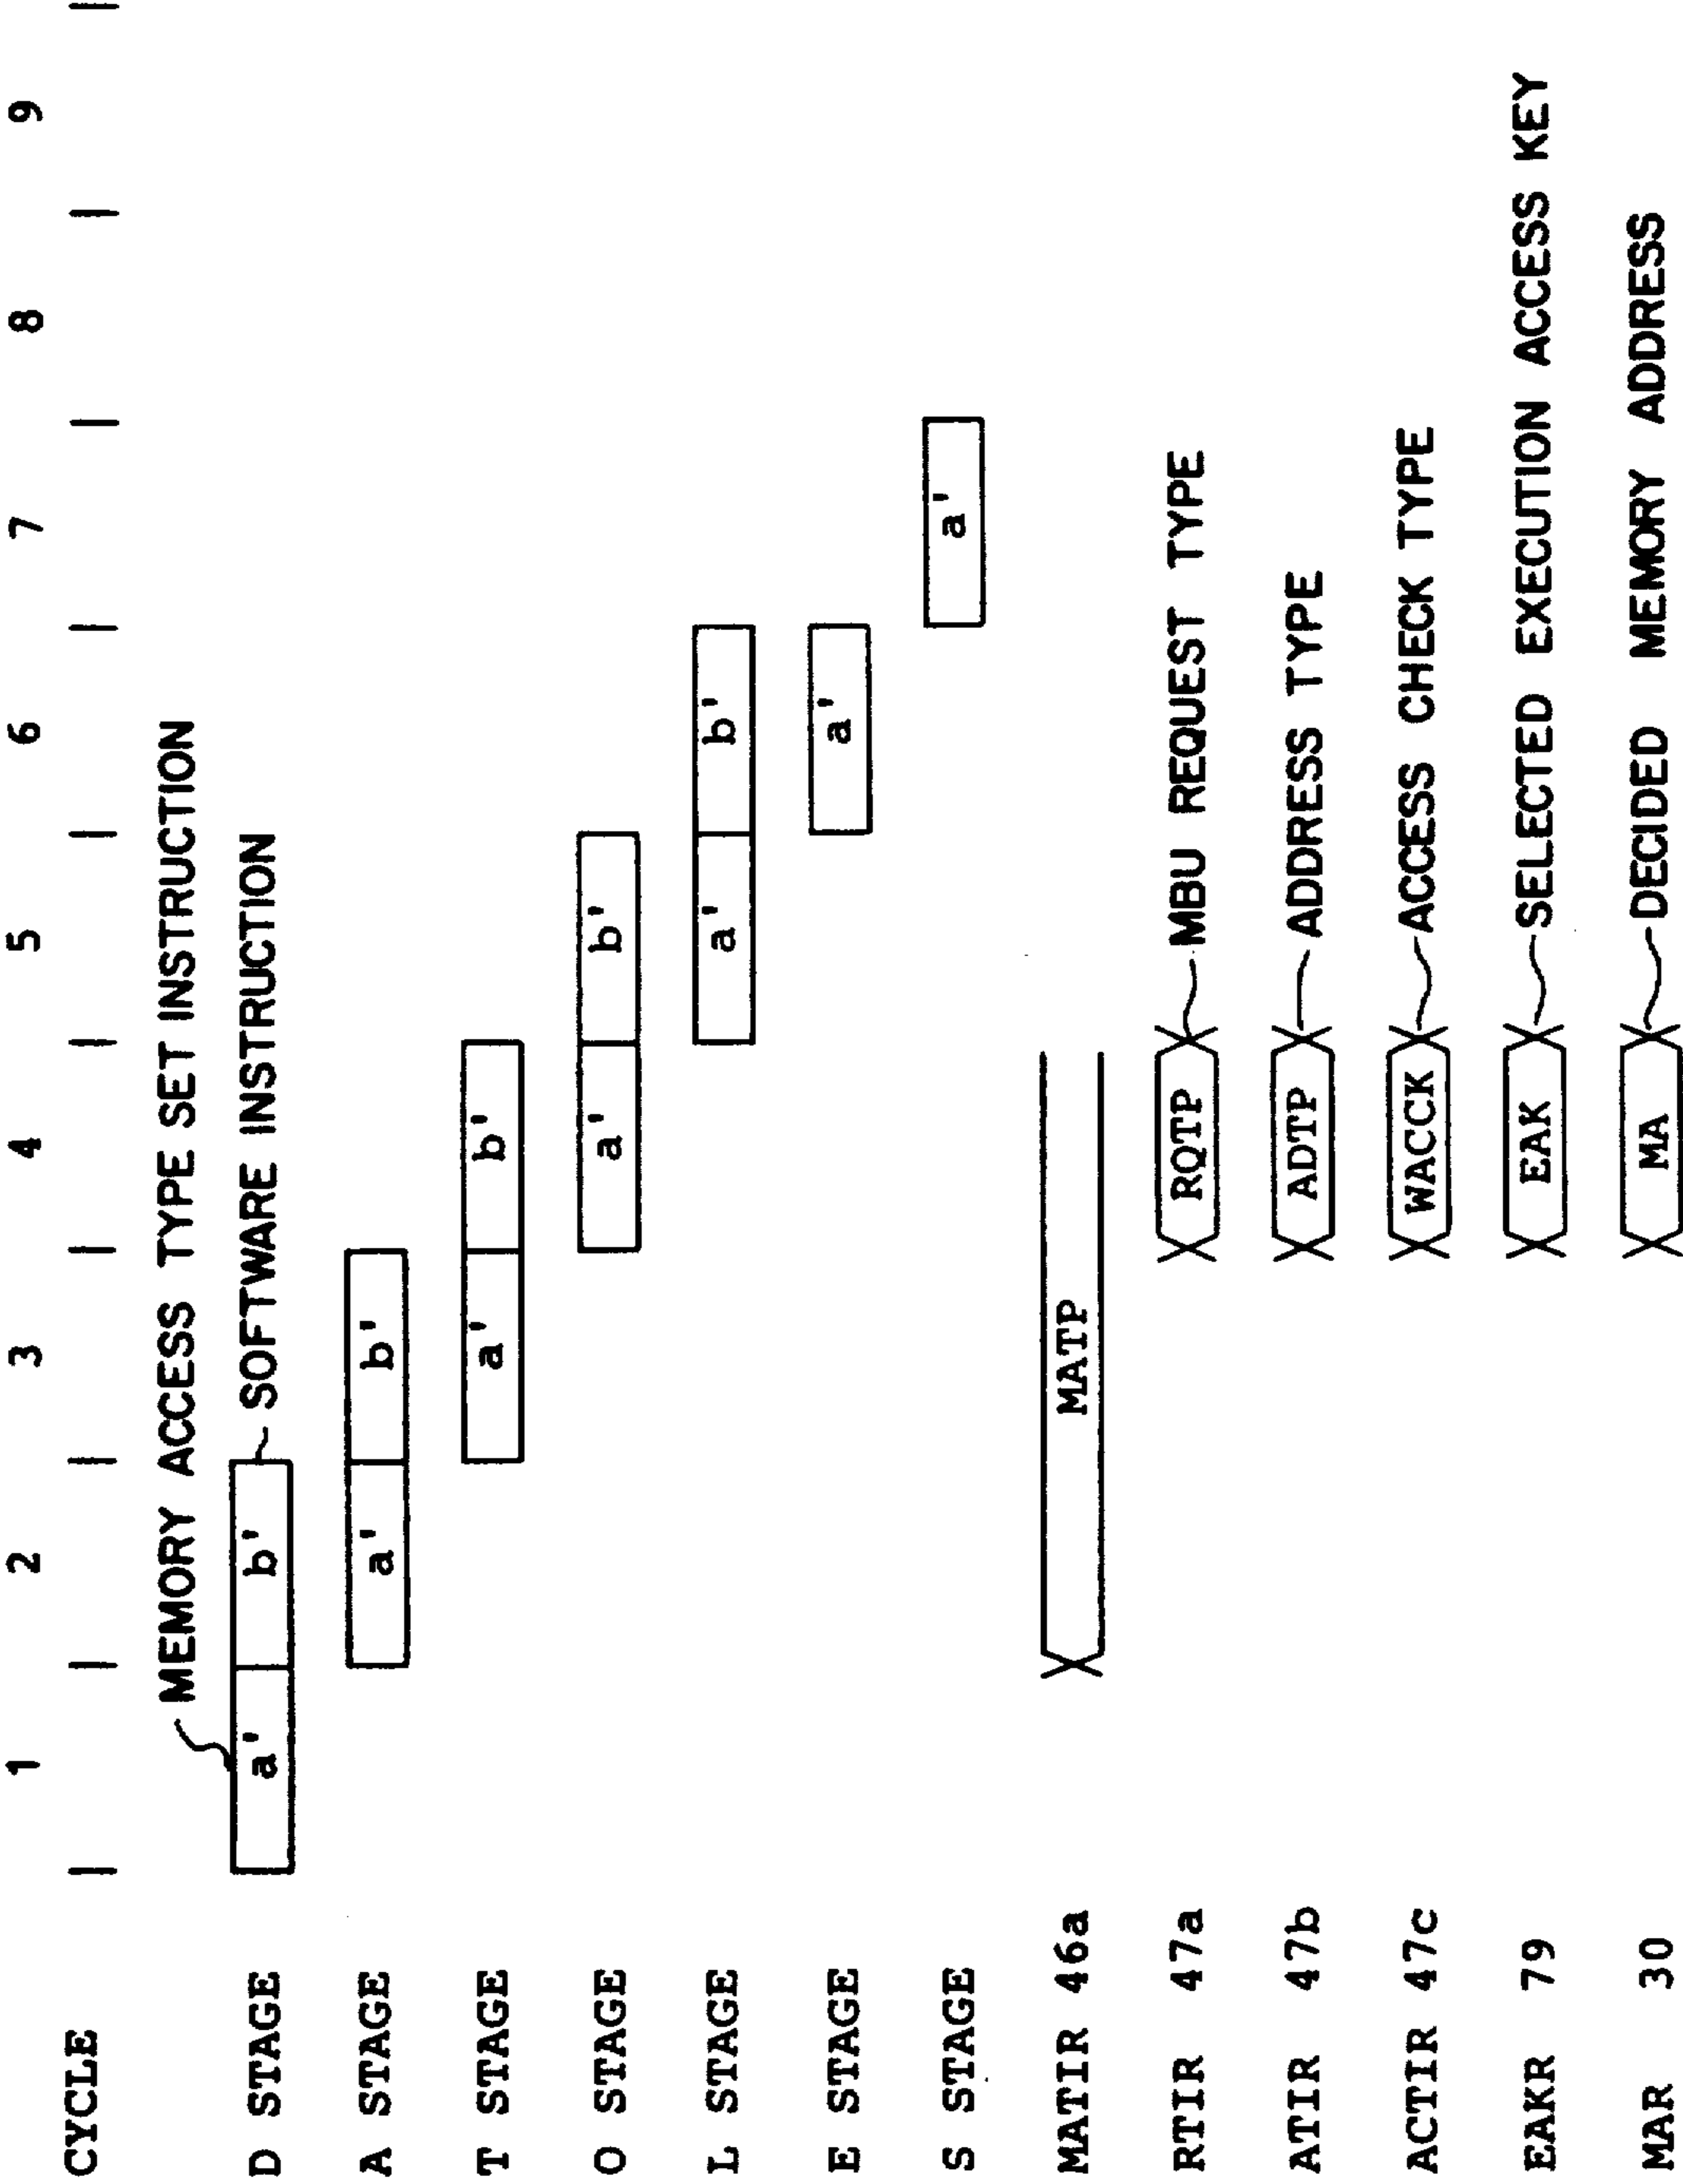 CYCLE 1 2 3 4 5 6 7 8 9
MEMORY ACCESS TYPE SET INSTRUCTION
D STAGE a' b' SOFTWARE INSTRUCTION
A STAGE a' b'
T STAGE a' b'
O STAGE a' b'
L STAGE a' b'
E STAGE a'
S STAGE a'
MATIR 46a MATP
RTIR 47a RQTP MBU REQUEST TYPE
ATIR 47b ADTP ADDRESS TYPE
ACTIR 47c WACCK ACCESS CHECK TYPE
EAKR 79 EAK SELECTED EXECUTION ACCESS KEY
MAR 30 MA DECIDED MEMORY ADDRESS